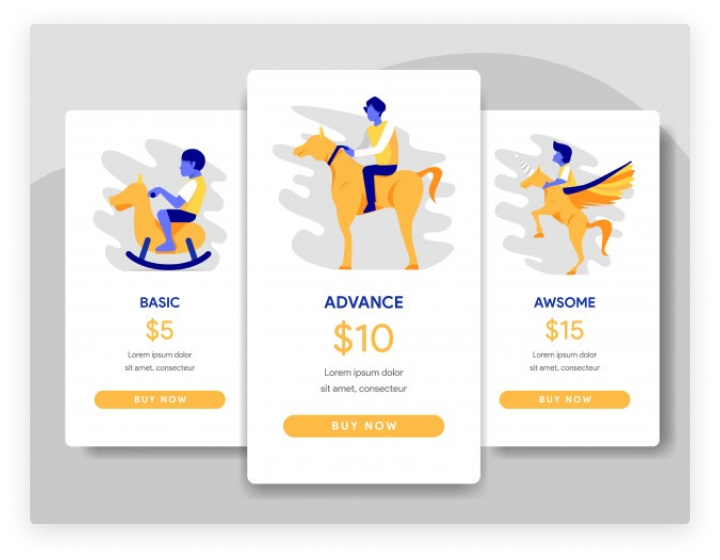 BASIC
$5
Lorem ipsum dolor
sit amet, consecteur
BUY NOW
ADVANCE
$10
Lorem ipsum dolor
sit amet, consecteur
BUY NOW
AWSOME
$15
Lorem ipsum dolor
sit amet, consecteur
BUY NOW